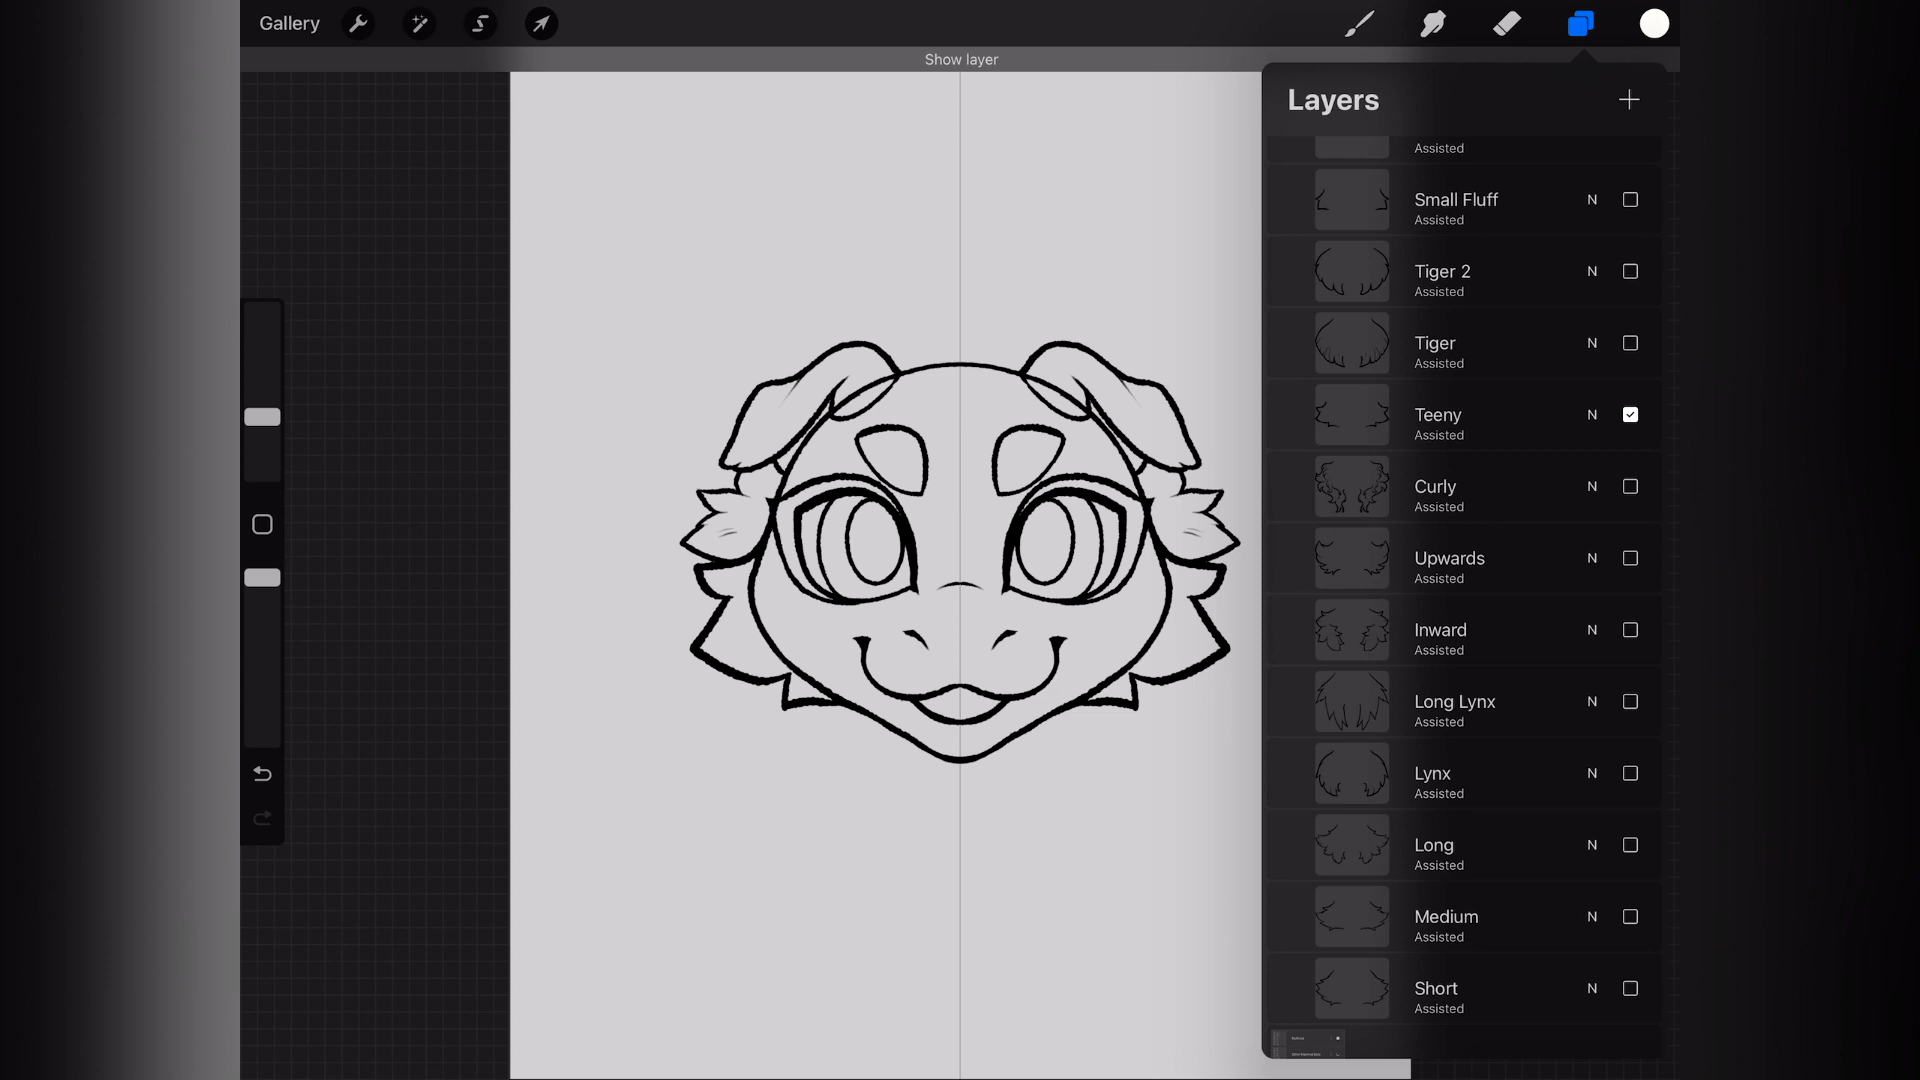 Gallery
Show layer
Layers
Assisted
Small Fluff N
Assisted
Tiger 2 N
Assisted
Tiger N
Assisted
Teeny N
Assisted
Curly N
Assisted
Upwards N
Assisted
Inward N
Assisted
Long Lynx N
Assisted
Lynx N
Assisted
Long N
Assisted
Medium N
Assisted
Short N
Assisted